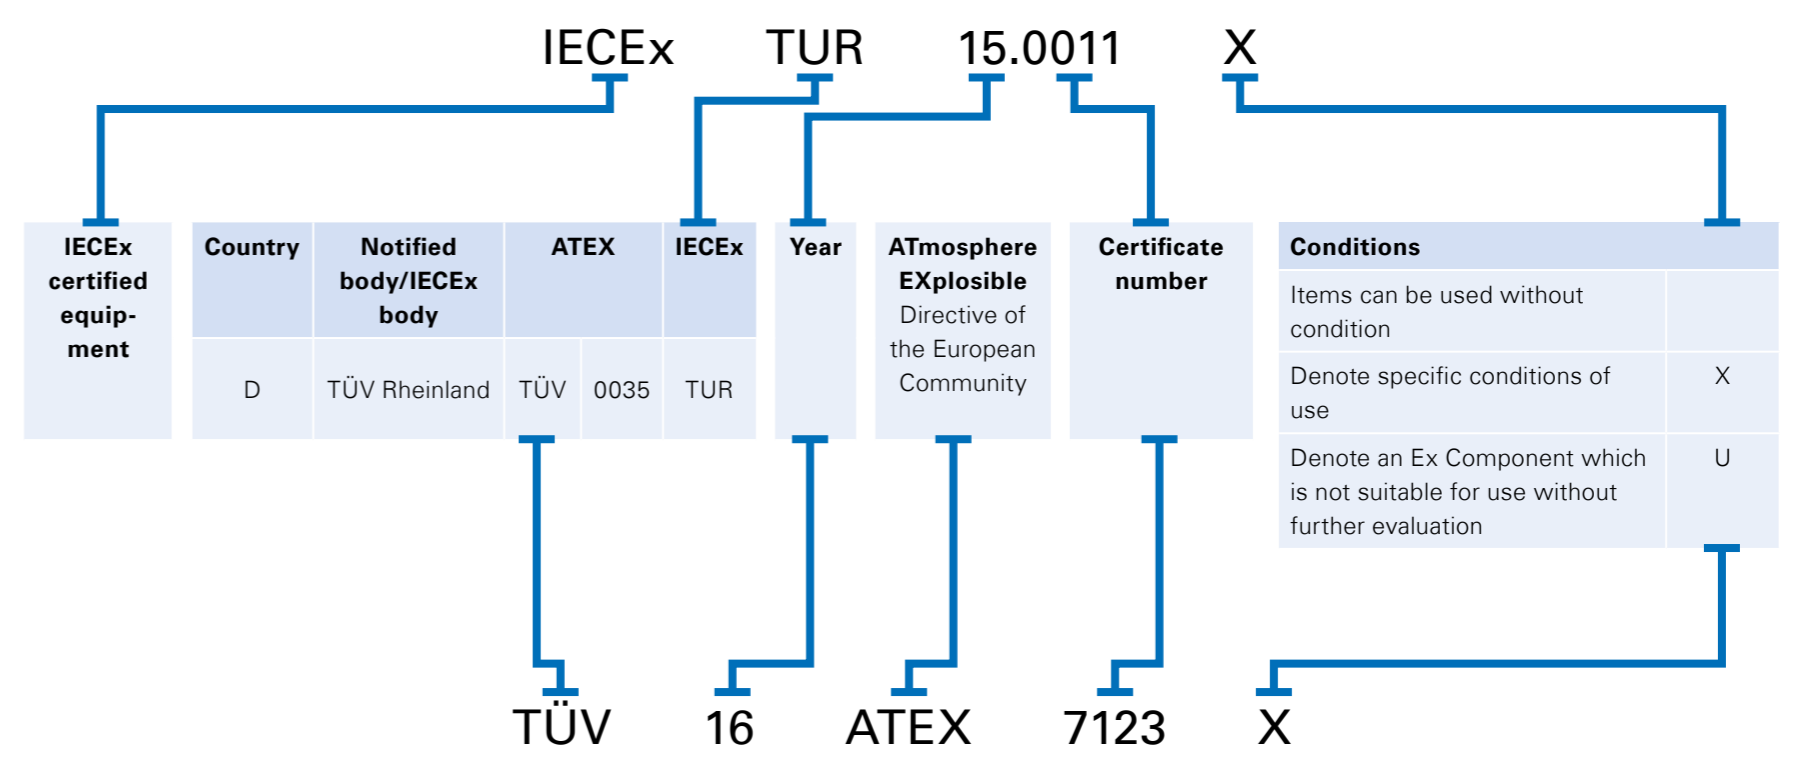 IECEx TUR 15.0011 X
IECEx
certified
equip-
ment
Country Notified ATEX IECEx
body/IECEx
body
D TÜV Rheinland TÜV 0035 TUR
Year
ATmosphere
EXplosible
Directive of
the European
Community
Certificate
number
Conditions
Items can be used without
condition
Denote specific conditions of X
use
Denote an Ex Component which U
is not suitable for use without
further evaluation
TÜV 16 ATEX 7123 X